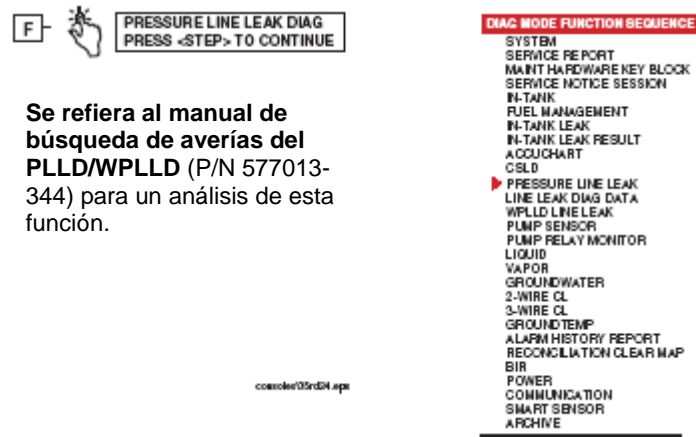 F
PRESSURE LINE LEAK DIAG
PRESS <STEP> TO CONTINUE
Se refiera al manual de
búsqueda de averías del
PLLD/WPLLD (P/N 577013-
344) para un análisis de esta
función.
DIAG MODE FUNCTION SEQUENCE
SYSTEM
SERVICE REPORT
MAINT HARDWARE KEY BLOCK
SERVICE NOTICE SESSION
IN-TANK
FUEL MANAGEMENT
IN-TANK LEAK
IN-TANK LEAK RESULT
ACCUCHART
CSLD
PRESSURE LINE LEAK
LINE LEAK DIAG DATA
WPLLD LINE LEAK
PUMP SENSOR
PUMP RELAY MONITOR
LIQUID
VAPOR
GROUNDWATER
2-WIRE CL
3-WIRE CL
GROUNDTEMP
ALARM HISTORY REPORT
RECONCILIATION CLEAR MAP
BIR
POWER
COMMUNICATION
SMART SENSOR
ARCHIVE